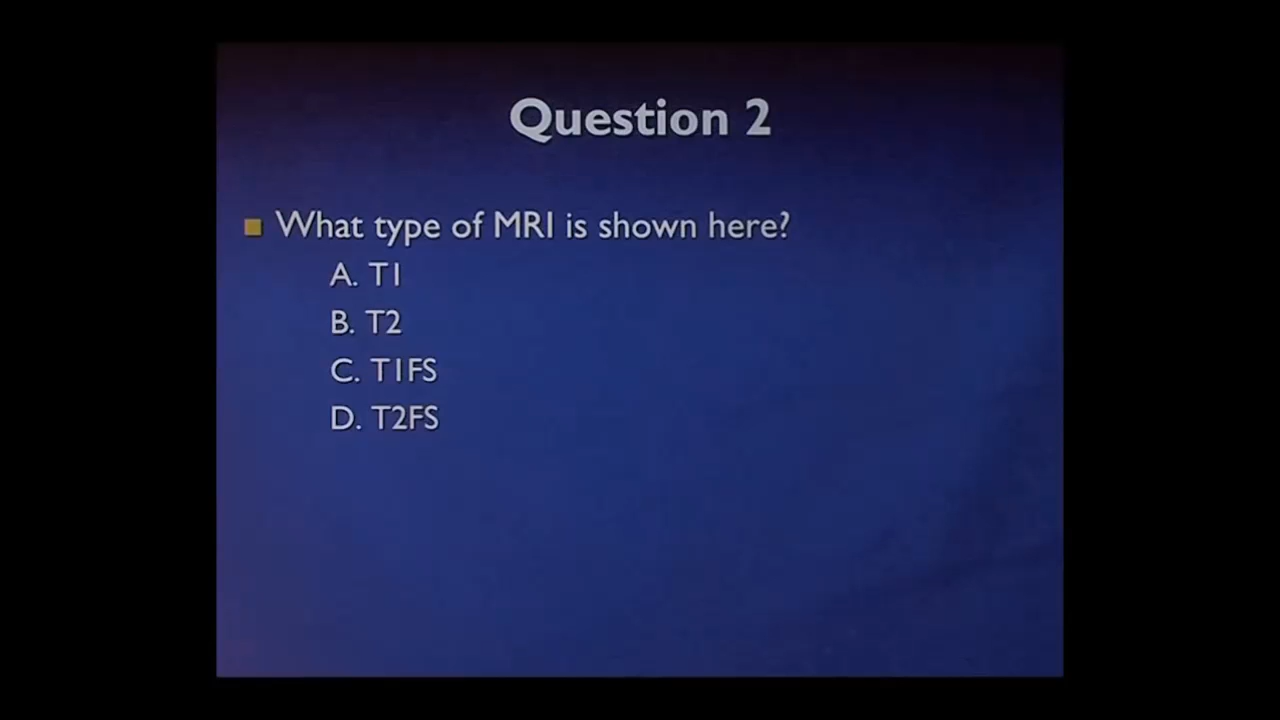 Question 2
What type of MRI is shown here?
A. T1
B. T2
C. T1FS
D. T2FS